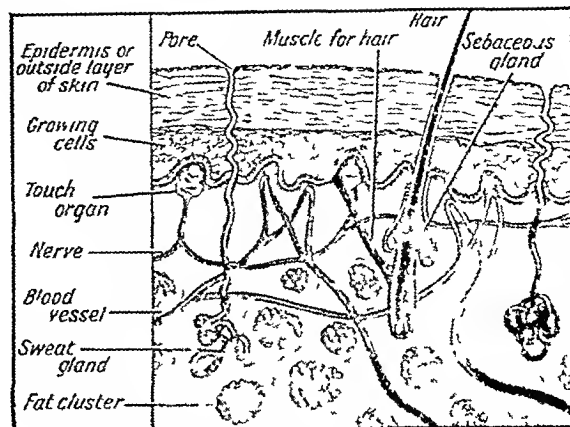 Hair
Pore
Muscle for hair
Sebaceous
gland
Epidermis or
outside layer
of skin
Growing
cells
Touch
organ
Nerve
Blood
vessel
Sweat
gland
Fat cluster